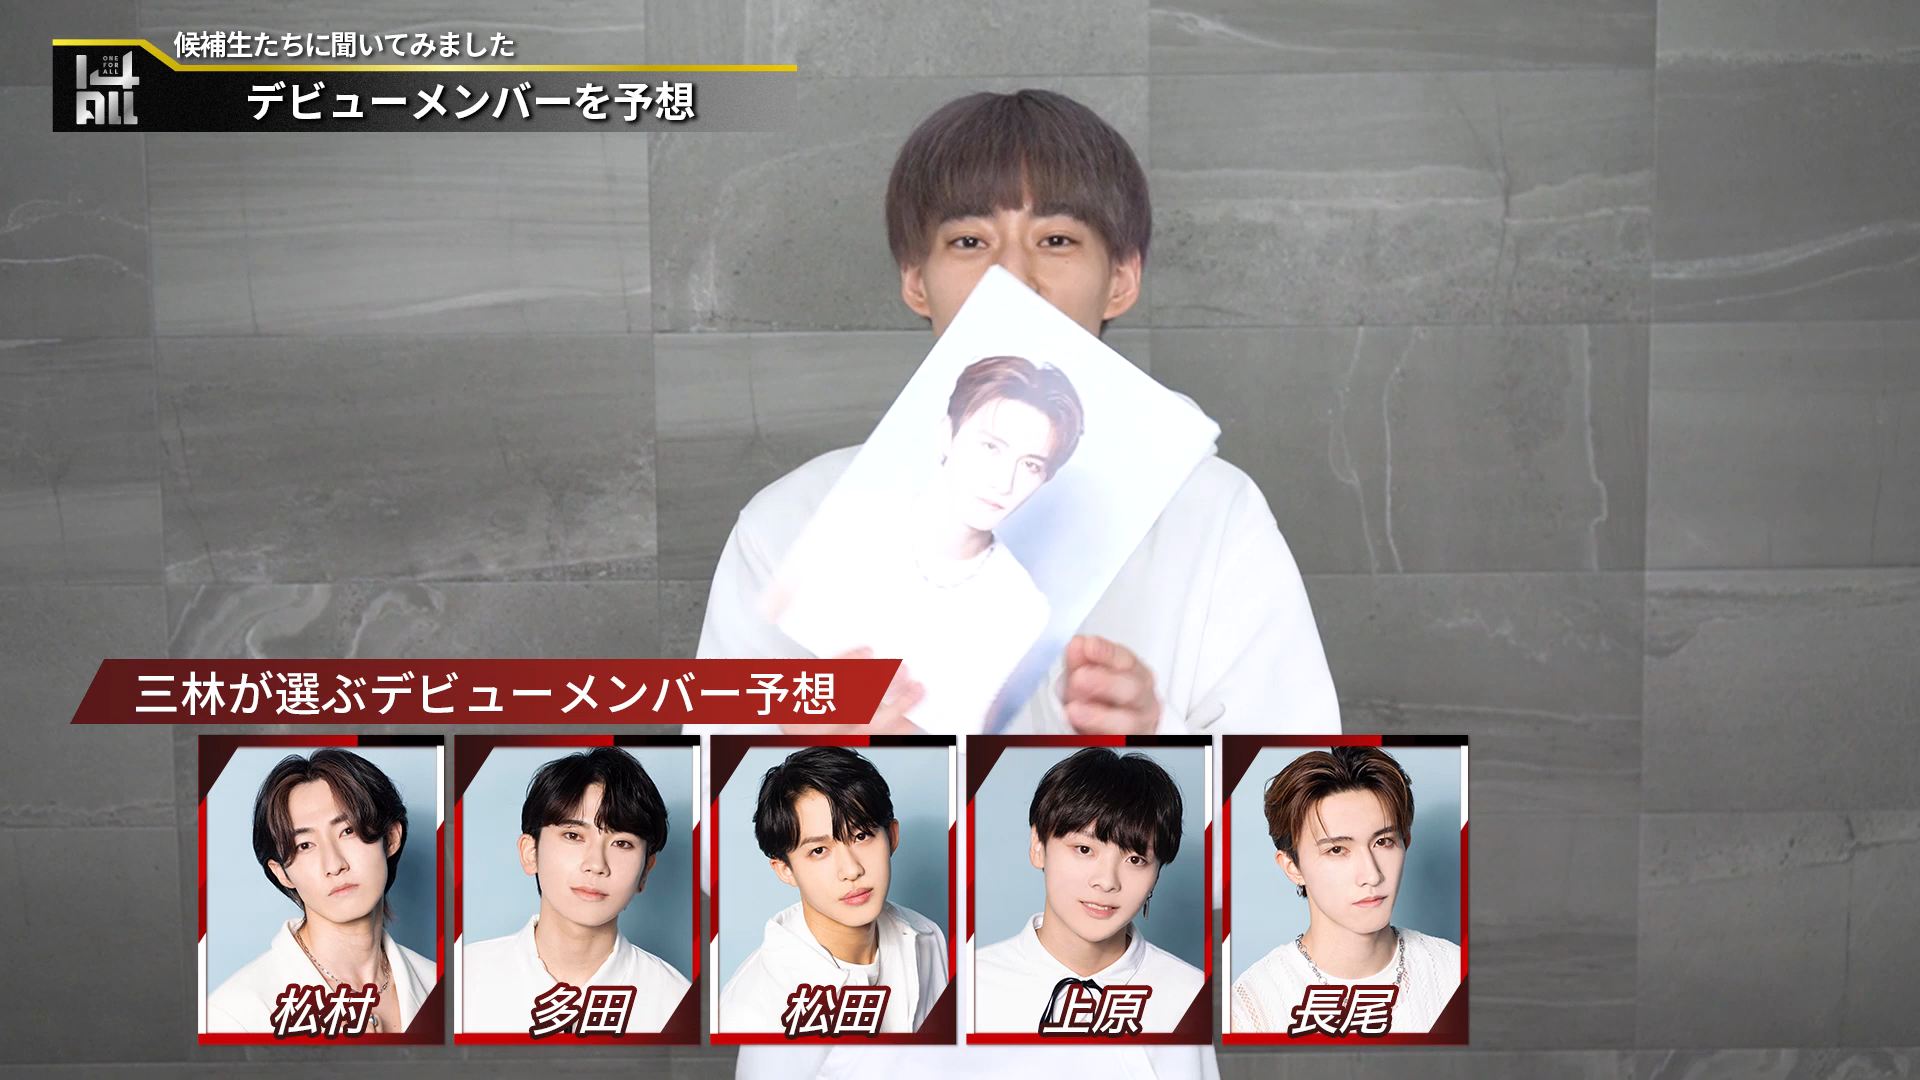 候補生たちに聞いてみました
ONE
FOR
ALL
14
ALL
デビューメンバーを予想
三林が選ぶデビューメンバー予想
松村
多田
松田
上原
長尾